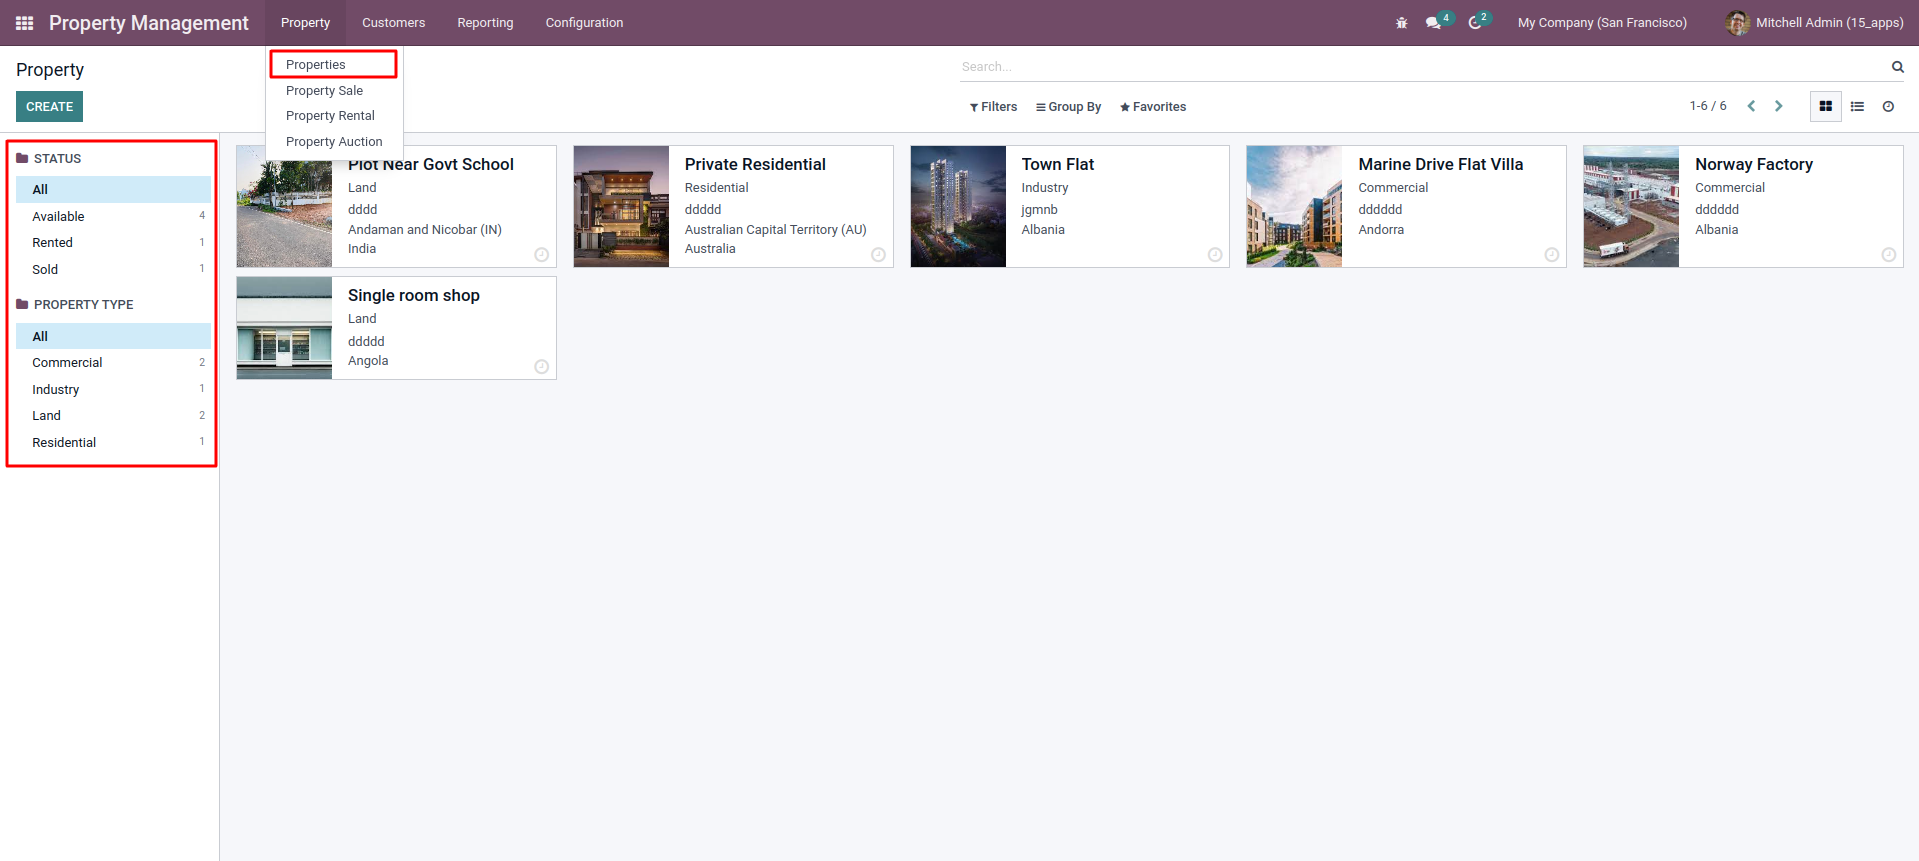 Property Management Property Customers Reporting Configuration 4 2 My Company (San Francisco) Mitchell Admin (15_apps)
Property
CREATE
Properties
Property Sale
Property Rental
Property Auction
Search...
Filters Group By Favorites
1-6 / 6
STATUS
All
Available 4
Rented 1
Sold 1
PROPERTY TYPE
All
Commercial 2
Industry 1
Land 2
Residential 1
Plot Near Govt School
Land
dddd
Andaman and Nicobar (IN)
India
Private Residential
Residential
ddddd
Australian Capital Territory (AU)
Australia
Town Flat
Industry
jgmnb
Albania
Marine Drive Flat Villa
Commercial
dddddd
Andorra
Norway Factory
Commercial
dddddd
Albania
Single room shop
Land
ddddd
Angola